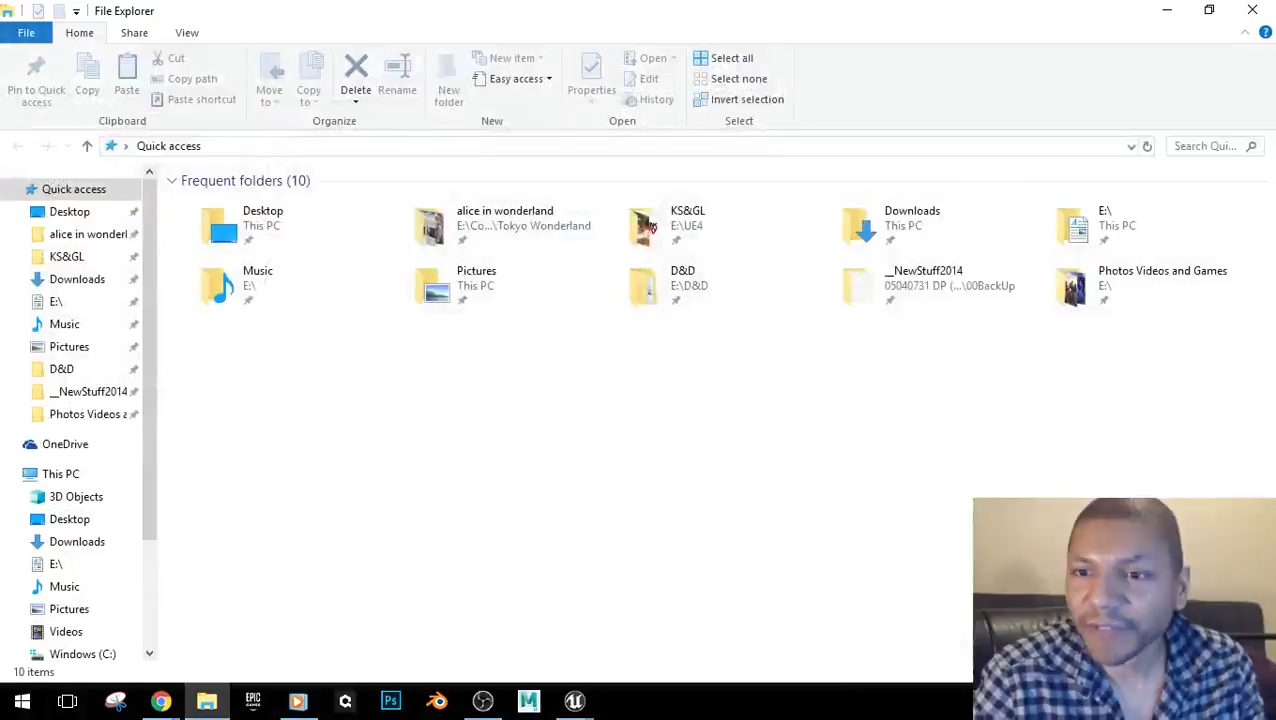 File Explorer
File Home Share View
Pin to Quick access
Copy
Paste
Cut
Copy path
Paste shortcut
Clipboard
Move to
Copy to
Delete
Rename
Organize
New folder
New item
Easy access
New
Properties
Open
Edit
History
Open
Select all
Select none
Invert selection
Select
Quick access
Search Qui...
Quick access
Desktop
alice in wonderl
KS&GL
Downloads
E:\
Music
Pictures
D&D
__NewStuff2014
Photos Videos a
OneDrive
This PC
3D Objects
Desktop
Downloads
E:\
Music
Pictures
Videos
Windows (C:)
Frequent folders (10)
Desktop
This PC
alice in wonderland
E:\Co...\Tokyo Wonderland
KS&GL
E:\UE4
Downloads
This PC
E:\
This PC
Music
E:\
Pictures
This PC
D&D
E:\D&D
__NewStuff2014
05040731 DP (...\00BackUp
Photos Videos and Games
E:\
10 items
EPIC GAMES
Ps
M